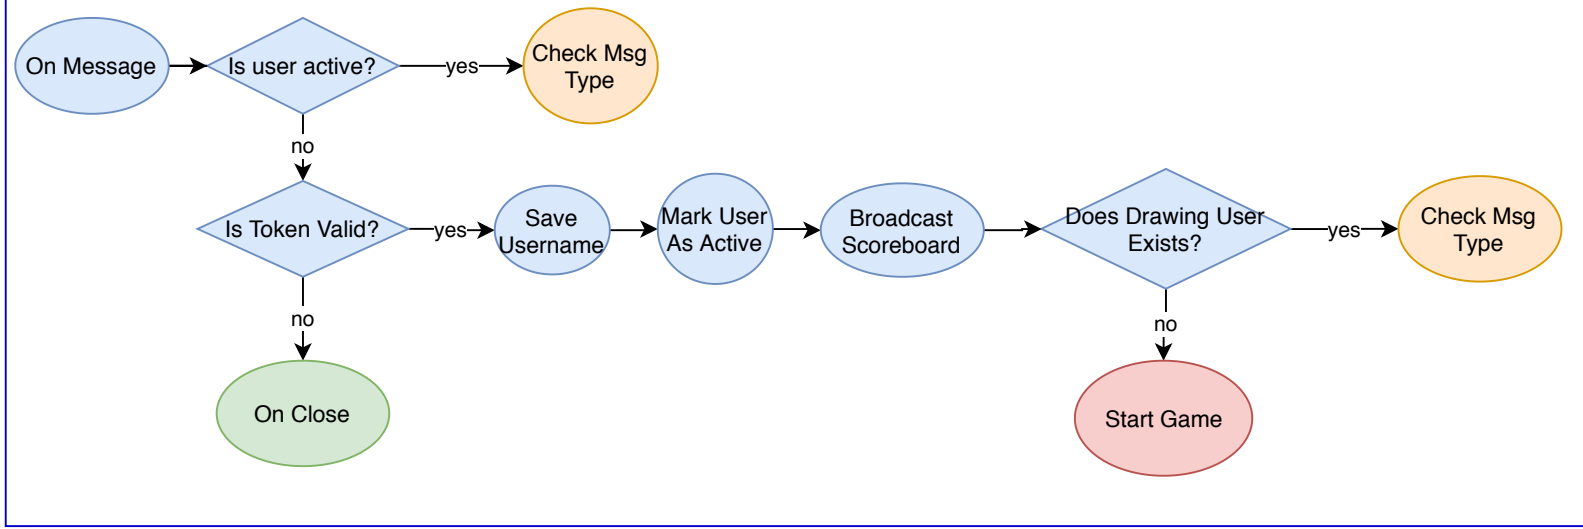 On Message
Is user active?
yes
Check Msg
Type
no
Is Token Valid?
yes
Save
Username
Mark User
As Active
Broadcast
Scoreboard
Does Drawing User
Exists?
yes
Check Msg
Type
no
no
On Close
Start Game